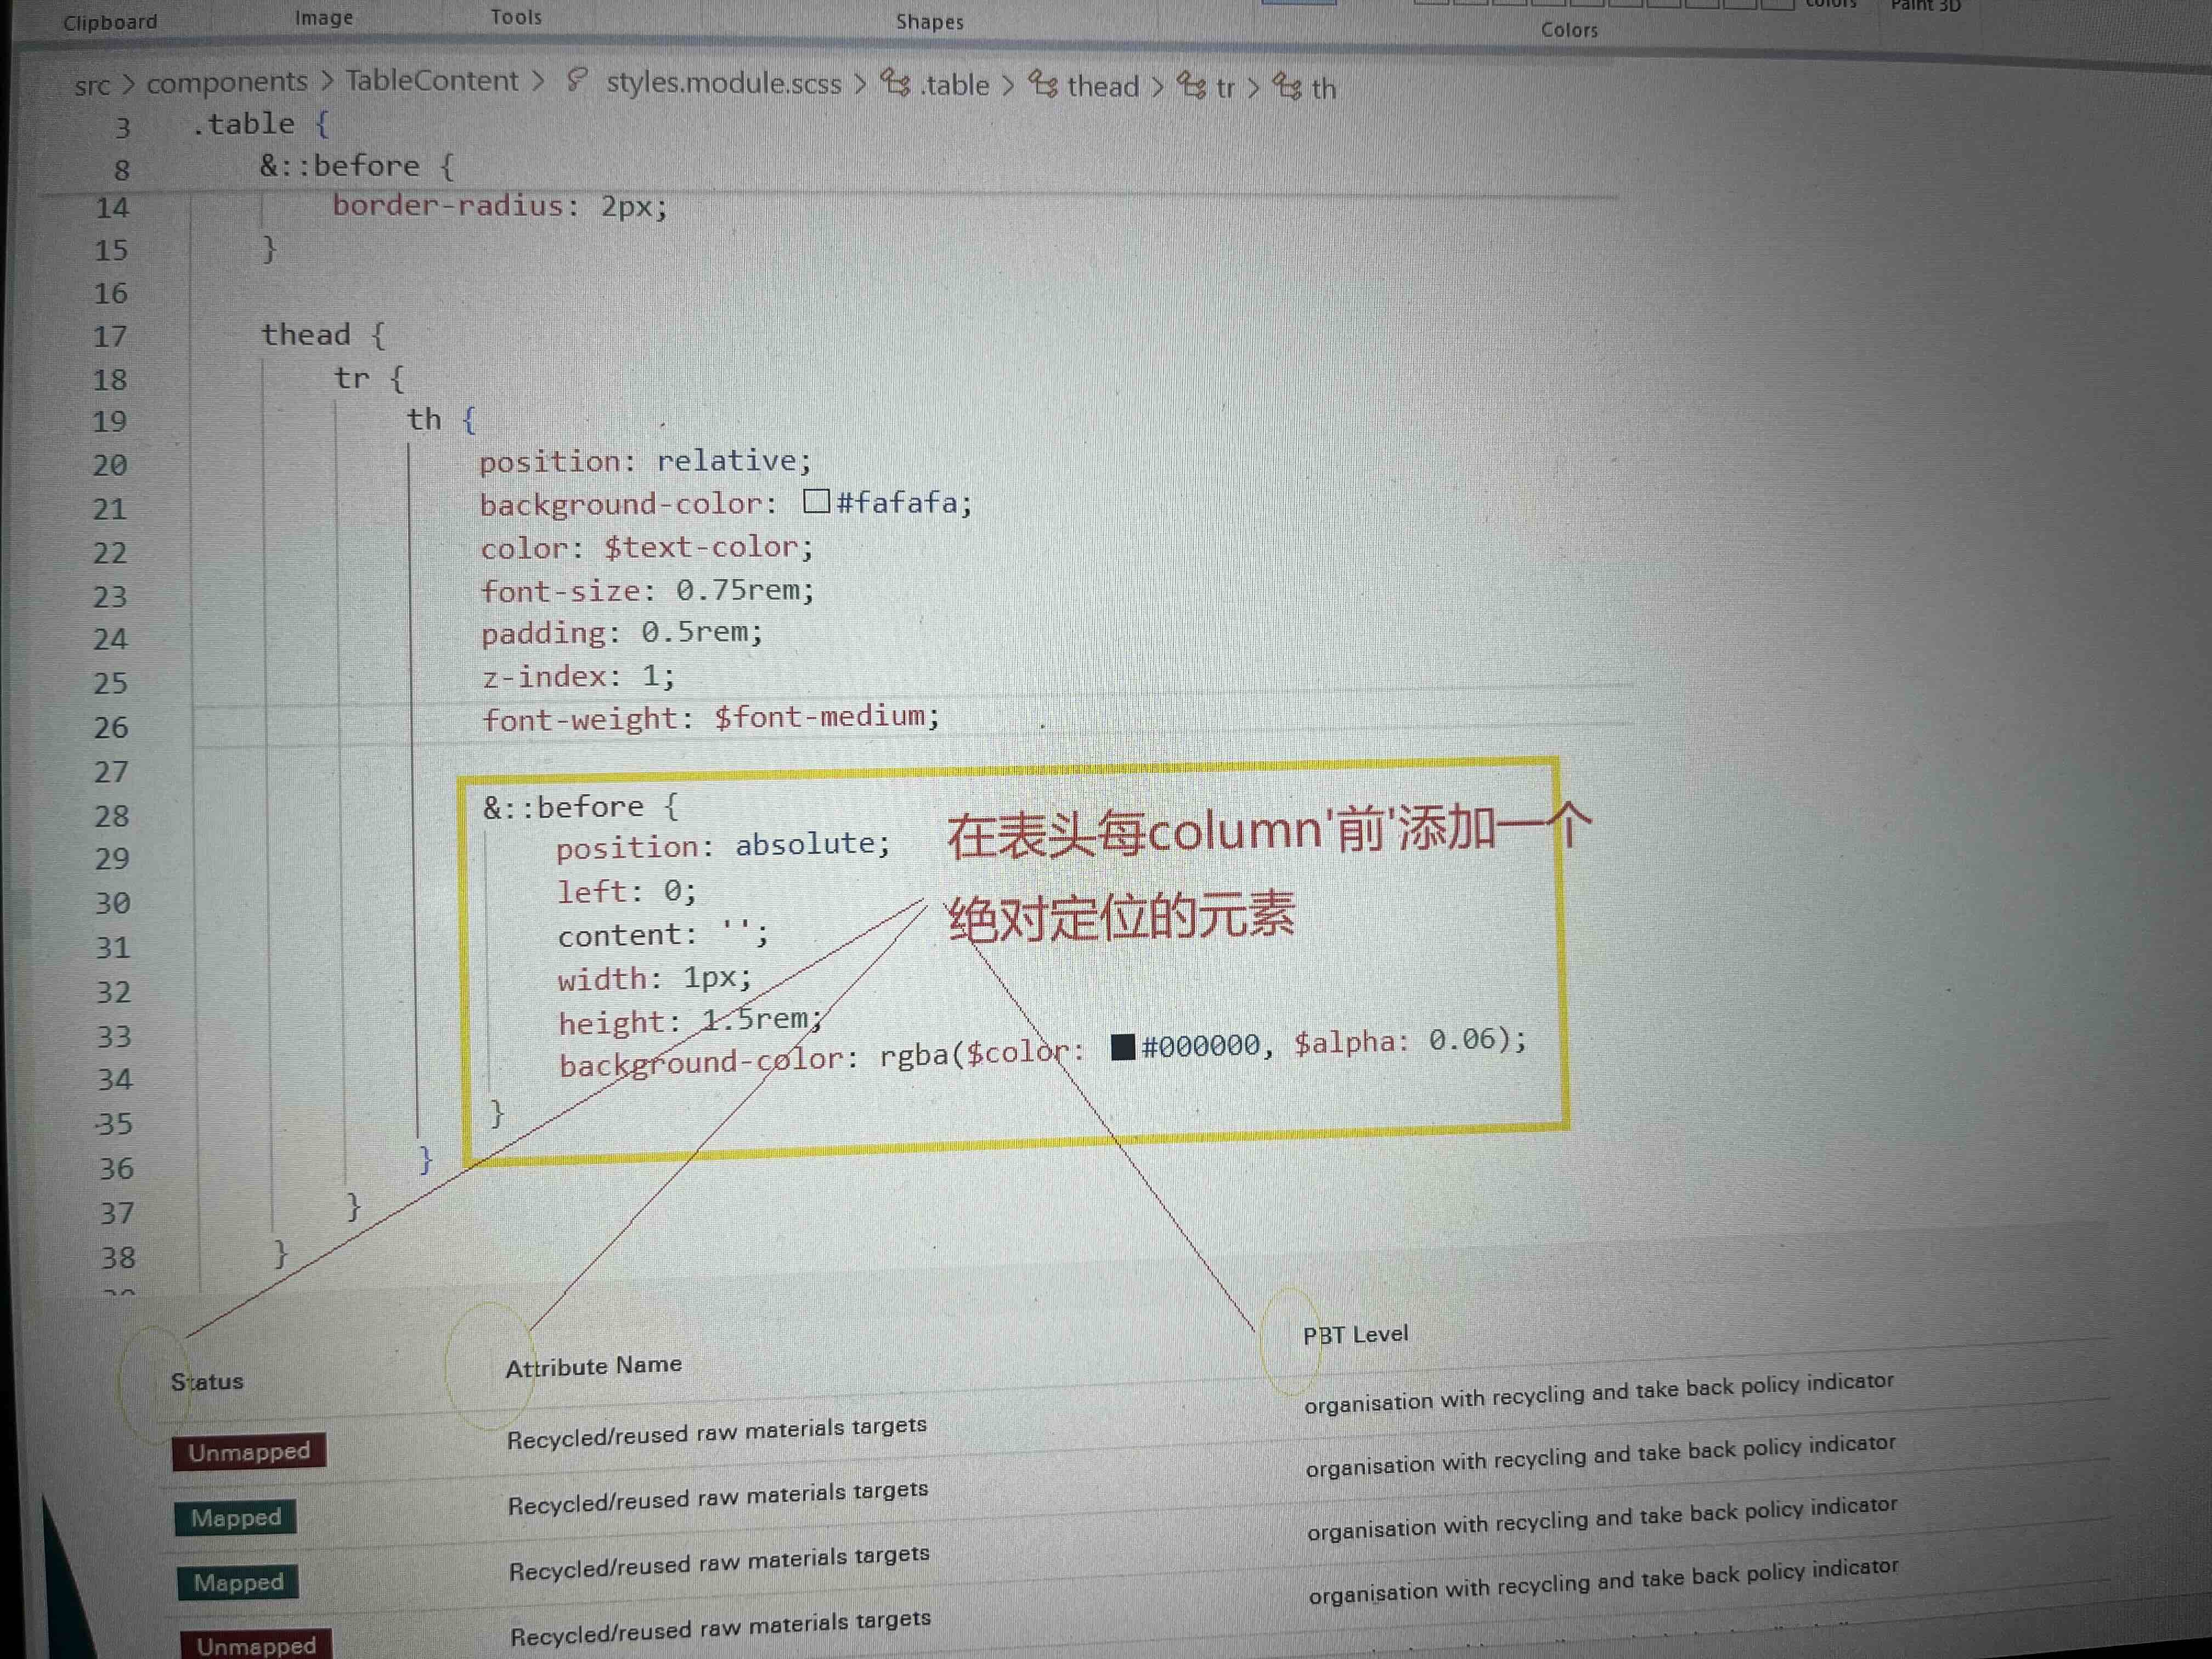 Clipboard
Image
Tools
Shapes
Colors
Paint 3D
Colors
src > components > TableContent > styles.module.scss > .table > thead > tr > th
3 .table {
8 &::before {
14 border-radius: 2px;
15 }
16
17 thead {
18 tr {
19 th {
20 position: relative;
21 background-color: #fafafa;
22 color: $text-color;
23 font-size: 0.75rem;
24 padding: 0.5rem;
25 z-index: 1;
26 font-weight: $font-medium;
27
28 &::before {
29 position: absolute;
30 left: 0;
31 content: '';
32 width: 1px;
33 height: 1.5rem;
34 background-color: rgba($color: #000000, $alpha: 0.06);
35 }
36 }
37 }
38 }
在表头每column'前'添加一个
绝对定位的元素
Status
Attribute Name
PBT Level
Unmapped
Recycled/reused raw materials targets
organisation with recycling and take back policy indicator
Mapped
Recycled/reused raw materials targets
organisation with recycling and take back policy indicator
Mapped
Recycled/reused raw materials targets
organisation with recycling and take back policy indicator
Unmapped
Recycled/reused raw materials targets
organisation with recycling and take back policy indicator